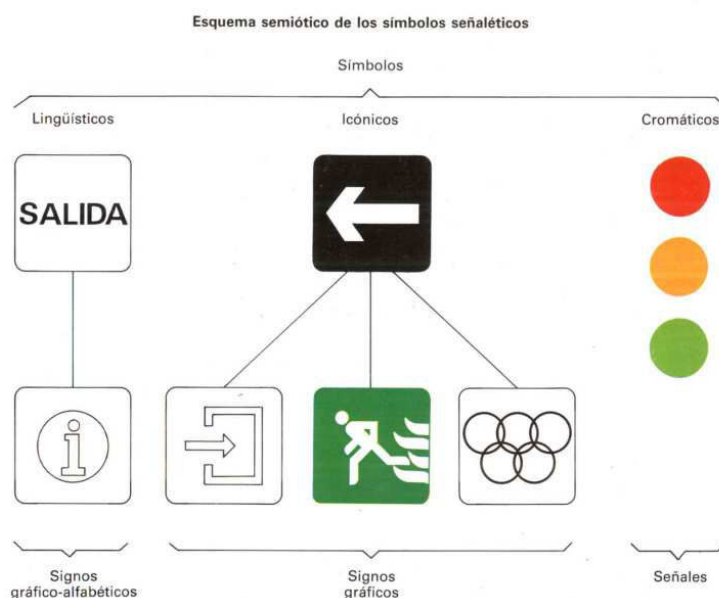 Esquema semiótico de los símbolos señaléticos
Símbolos
Lingüísticos
Icónicos
Cromáticos
SALIDA
i
Signos
gráfico-alfabéticos
Signos
gráficos
Señales